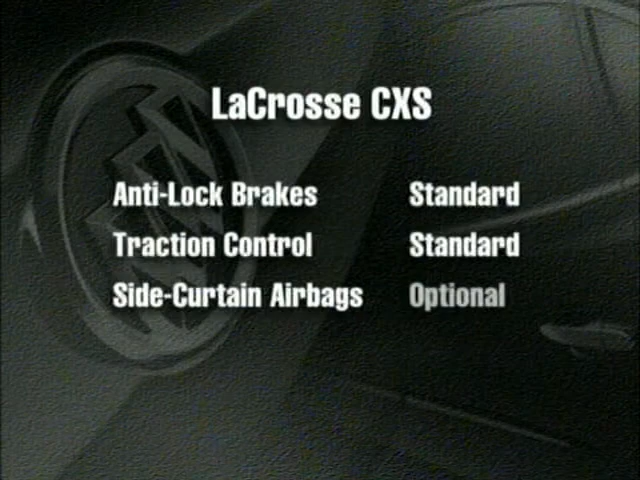 LaCrosse CXS
Anti-Lock Brakes Standard
Traction Control Standard
Side-Curtain Airbags Optional